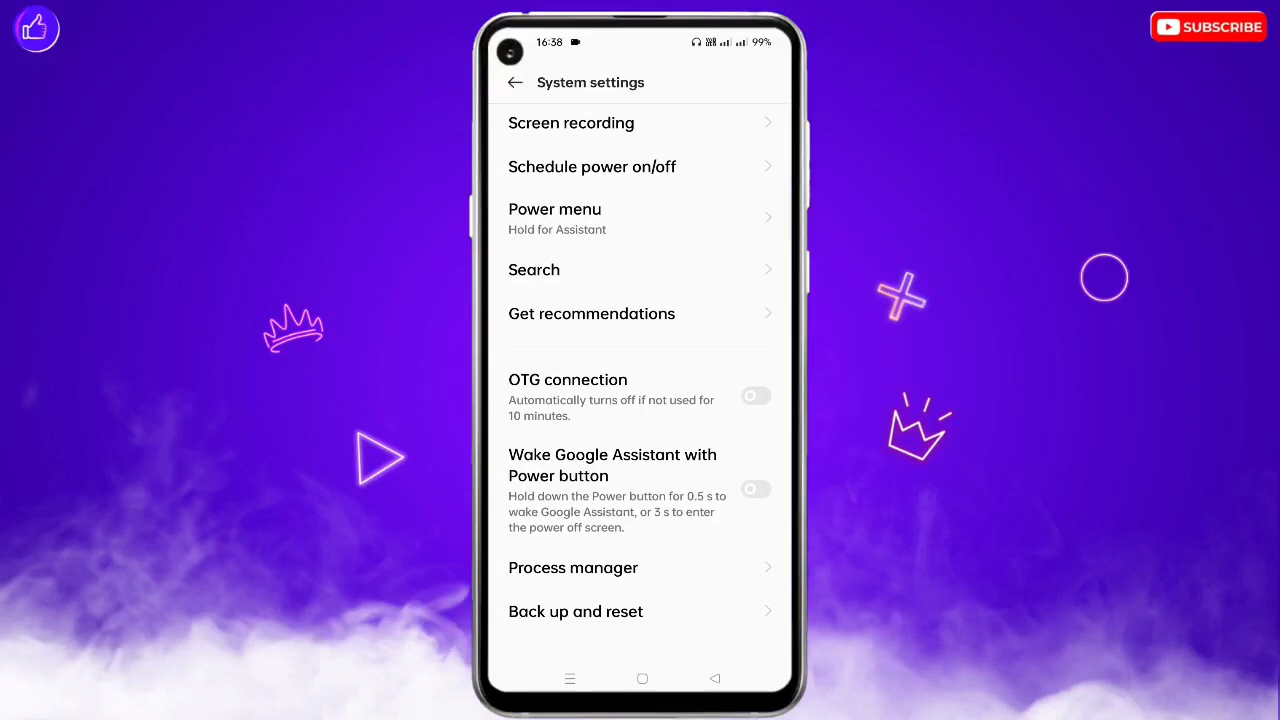 SUBSCRIBE
16:38
99%
System settings
Screen recording
Schedule power on/off
Power menu
Hold for Assistant
Search
Get recommendations
OTG connection
Automatically turns off if not used for
10 minutes.
Wake Google Assistant with
Power button
Hold down the Power button for 0.5 s to
wake Google Assistant, or 3 s to enter
the power off screen.
Process manager
Back up and reset